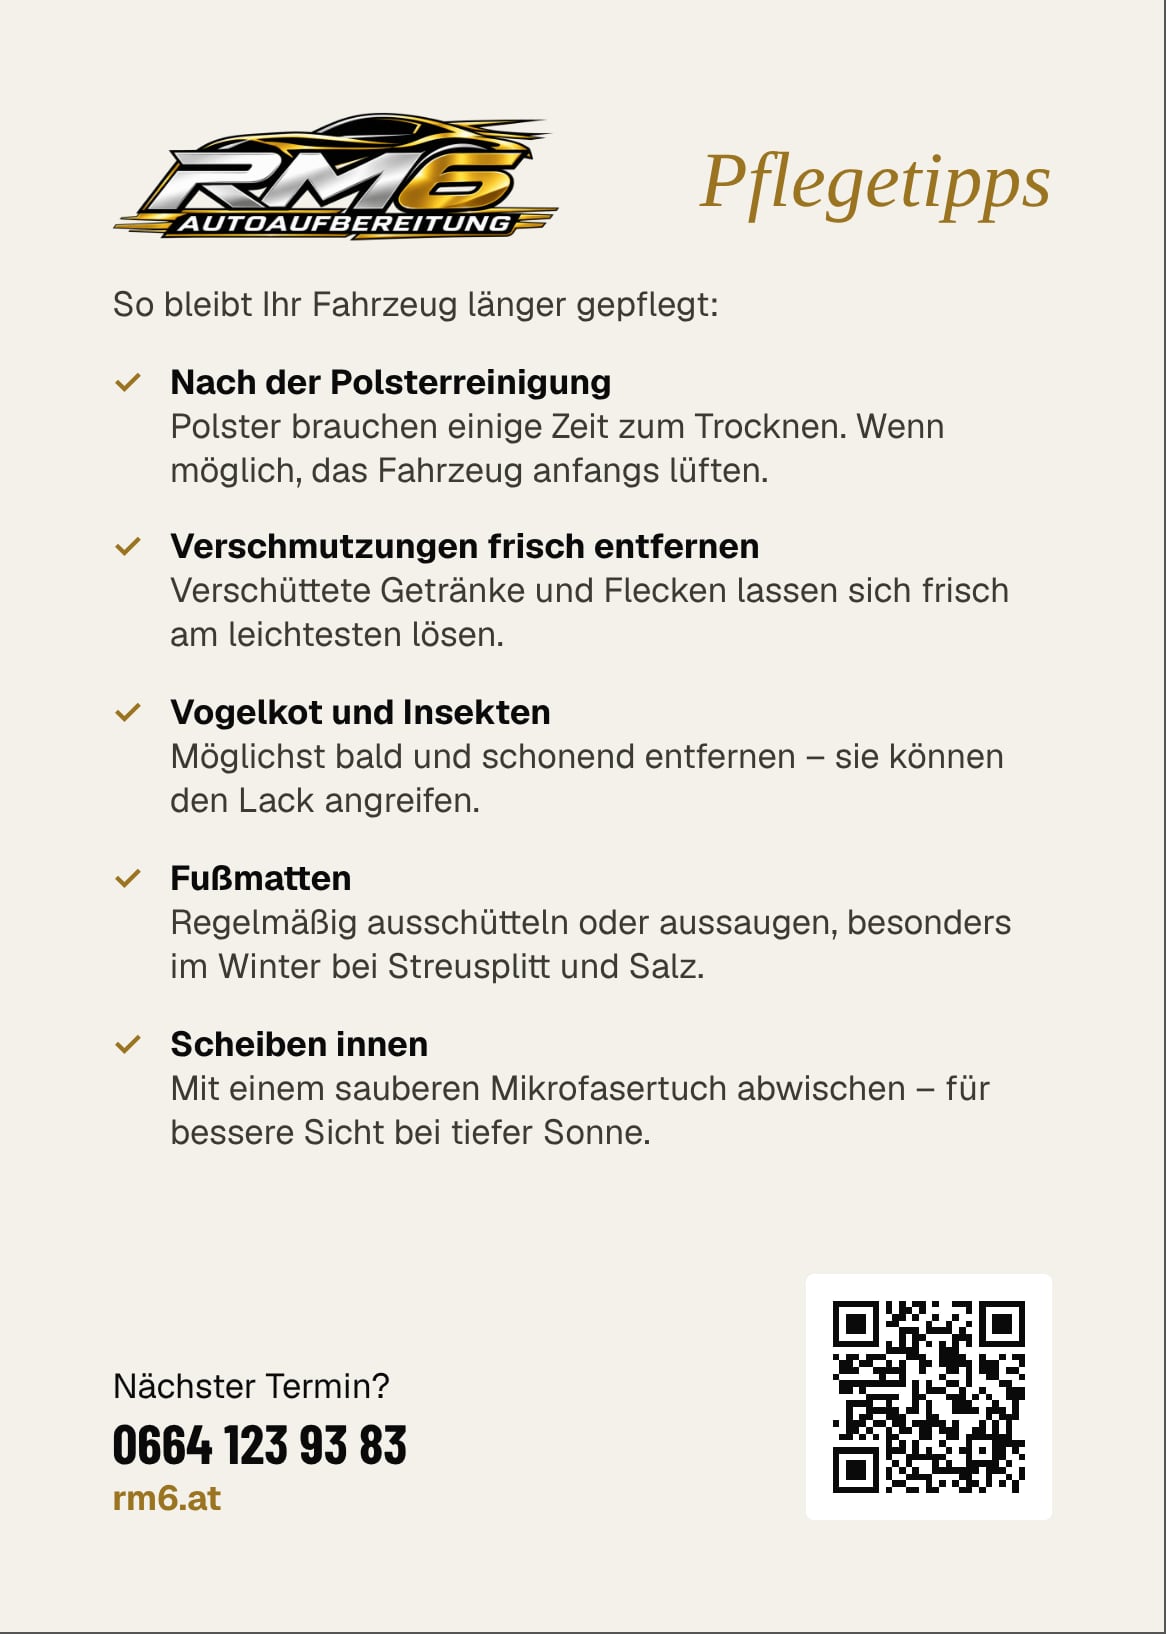 RM6
AUTOAUFBEREITUNG
Pflegetipps
So bleibt Ihr Fahrzeug länger gepflegt:
Nach der Polsterreinigung
Polster brauchen einige Zeit zum Trocknen. Wenn
möglich, das Fahrzeug anfangs lüften.
Verschmutzungen frisch entfernen
Verschüttete Getränke und Flecken lassen sich frisch
am leichtesten lösen.
Vogelkot und Insekten
Möglichst bald und schonend entfernen – sie können
den Lack angreifen.
Fußmatten
Regelmäßig ausschütteln oder aussaugen, besonders
im Winter bei Streusplitt und Salz.
Scheiben innen
Mit einem sauberen Mikrofasertuch abwischen – für
bessere Sicht bei tiefer Sonne.
Nächster Termin?
0664 123 93 83
rm6.at